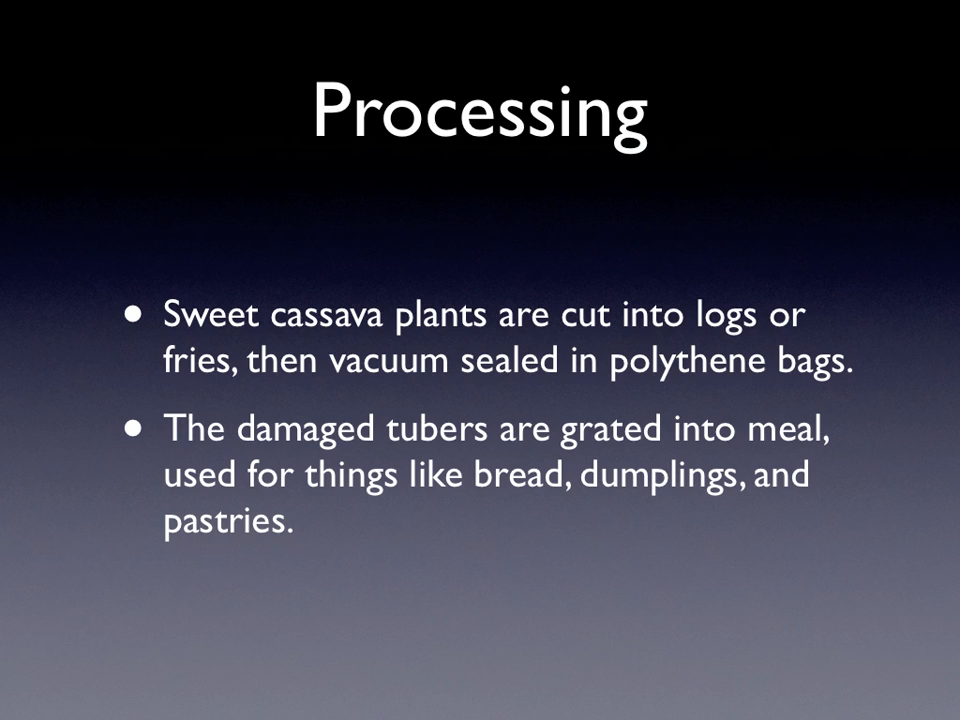 Processing
• Sweet cassava plants are cut into logs or
fries, then vacuum sealed in polythene bags.
• The damaged tubers are grated into meal,
used for things like bread, dumplings, and
pastries.